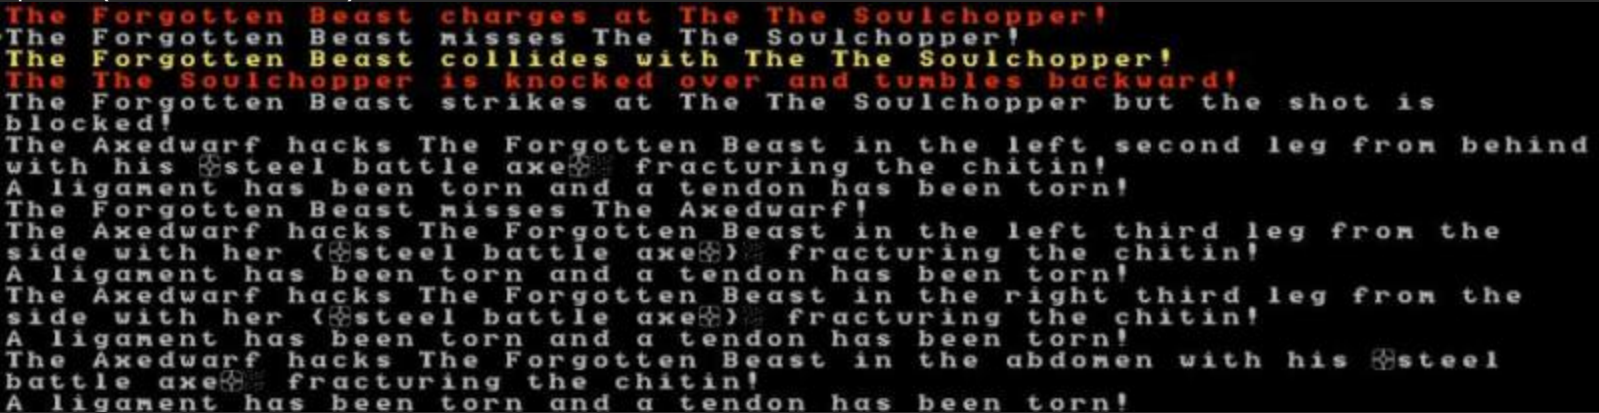 The Forgotten Beast charges at The The Soulchopper!
The Forgotten Beast misses The The Soulchopper!
The Forgotten Beast collides with The The Soulchopper!
The The Soulchopper is knocked over and tumbles backward!
The Forgotten Beast strikes at The The Soulchopper but the shot is
blocked!
The Axedwarf hacks The Forgotten Beast in the left second leg from behind
with his ☼steel battle axe☼░ fracturing the chitin!
A ligament has been torn and a tendon has been torn!
The Forgotten Beast misses The Axedwarf!
The Axedwarf hacks The Forgotten Beast in the left third leg from the
side with her (☼steel battle axe☼)░ fracturing the chitin!
A ligament has been torn and a tendon has been torn!
The Axedwarf hacks The Forgotten Beast in the right third leg from the
side with her (☼steel battle axe☼)░ fracturing the chitin!
A ligament has been torn and a tendon has been torn!
The Axedwarf hacks The Forgotten Beast in the abdomen with his ☼steel
battle axe☼░ fracturing the chitin!
A ligament has been torn and a tendon has been torn!